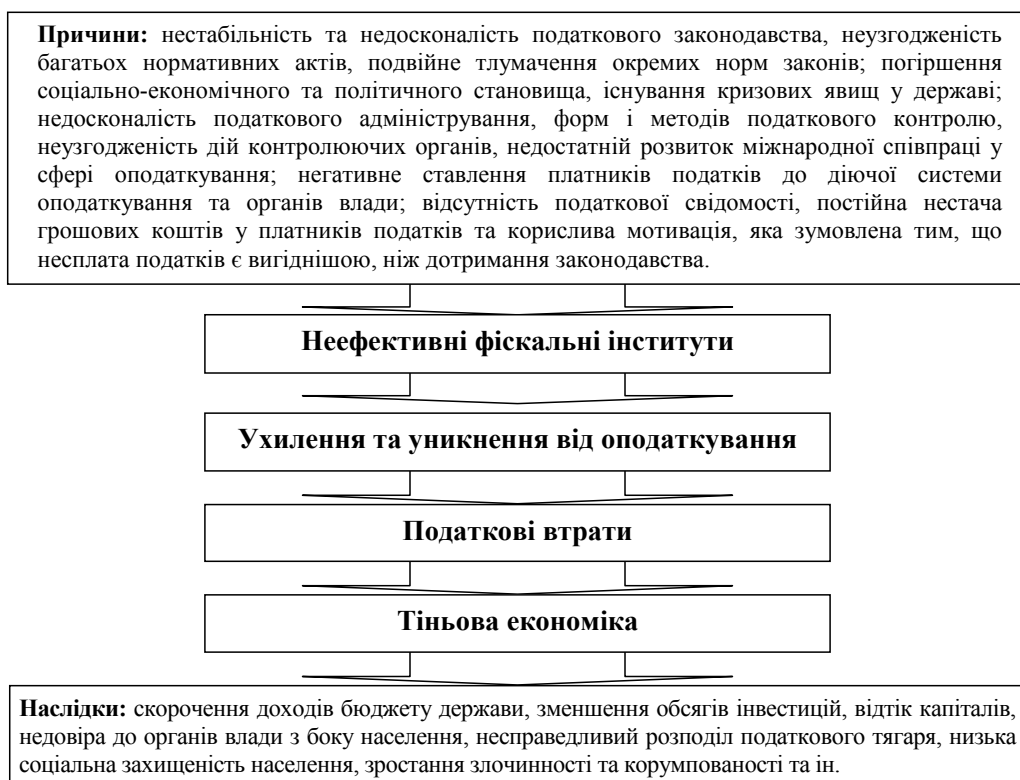 Причини: нестабільність та недосконалість податкового законодавства, неузгодженість
багатьох нормативних актів, подвійне тлумачення окремих норм законів; погіршення
соціально-економічного та політичного становища, існування кризових явищ у державі;
недосконалість податкового адміністрування, форм і методів податкового контролю,
неузгодженість дій контролюючих органів, недостатній розвиток міжнародної співпраці у
сфері оподаткування; негативне ставлення платників податків до діючої системи
оподаткування та органів влади; відсутність податкової свідомості, постійна нестача
грошових коштів у платників податків та корислива мотивація, яка зумовлена тим, що
несплата податків є вигіднішою, ніж дотримання законодавства.
Неефективні фіскальні інститути
Ухилення та уникнення від оподаткування
Податкові втрати
Тіньова економіка
Наслідки: скорочення доходів бюджету держави, зменшення обсягів інвестицій, відтік капіталів,
недовіра до органів влади з боку населення, несправедливий розподіл податкового тягаря, низька
соціальна захищеність населення, зростання злочинності та корумпованості та ін.